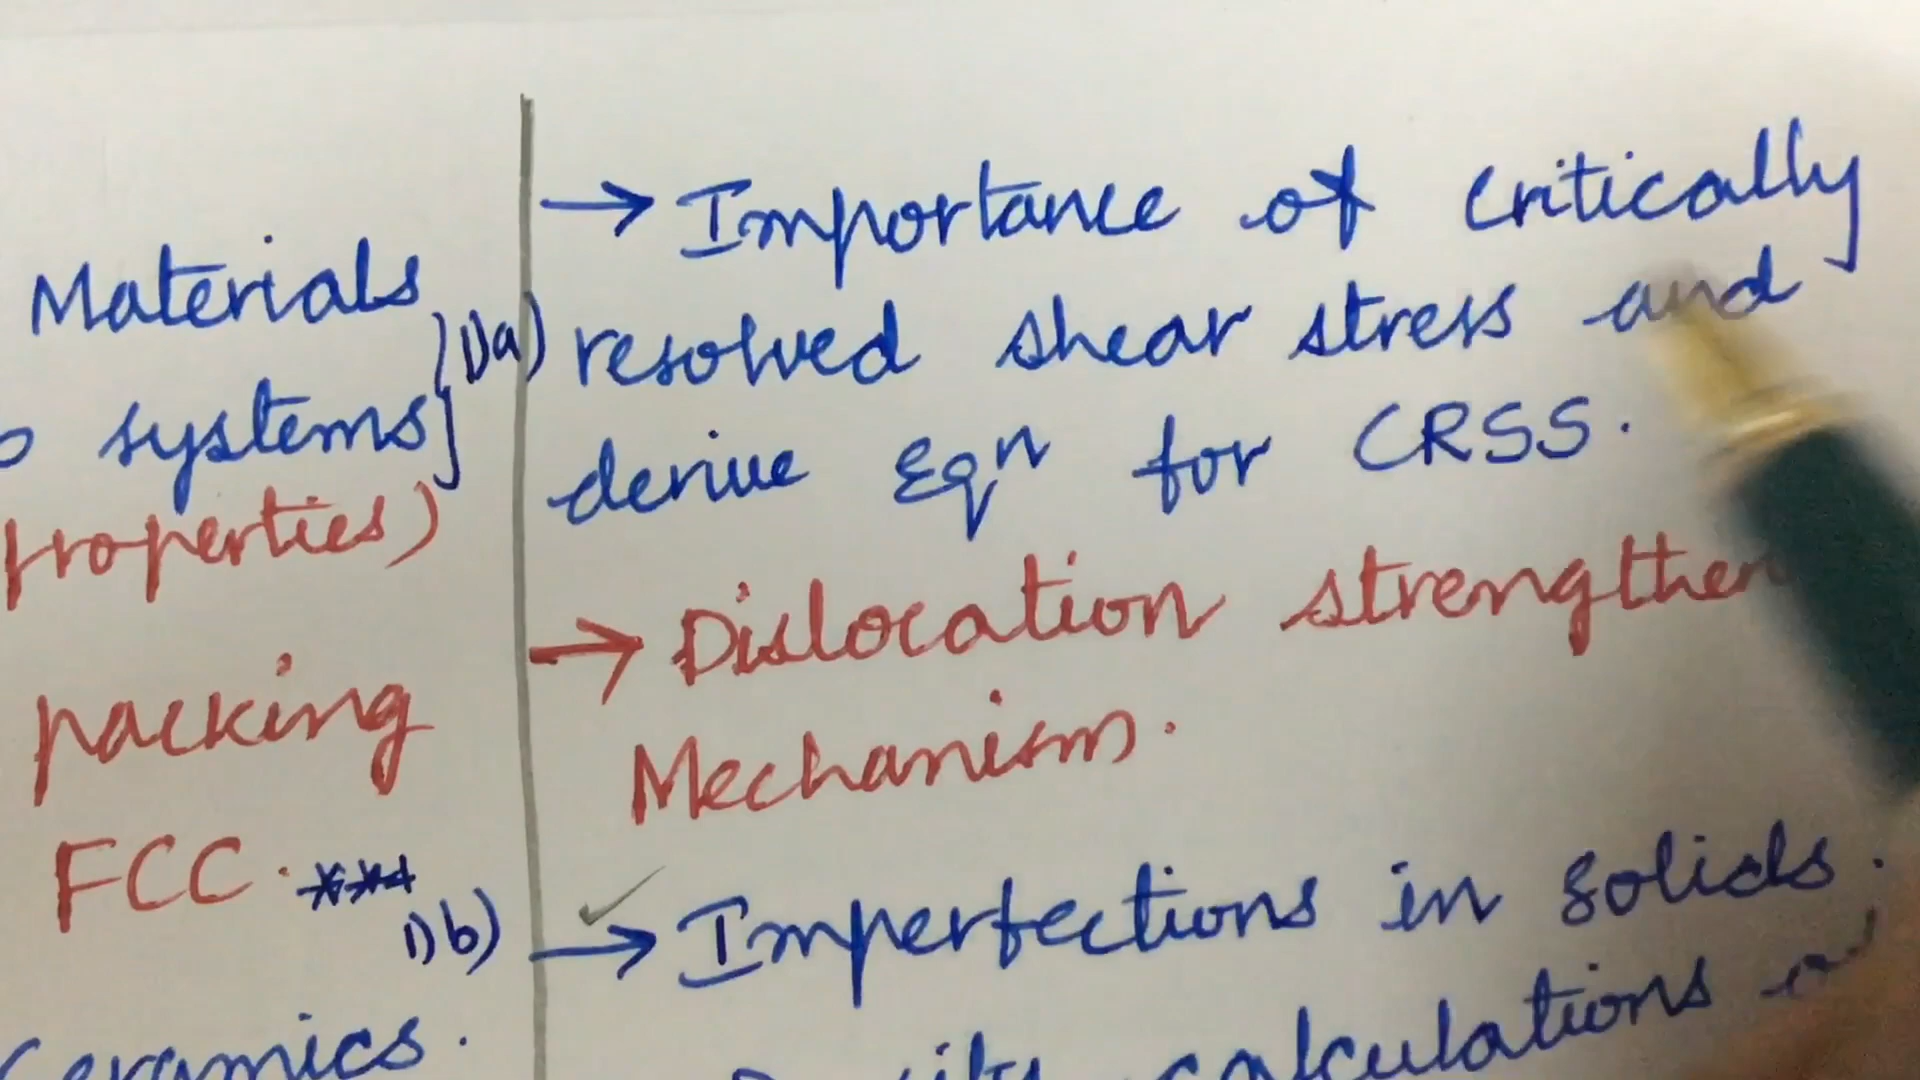 Materials
systems
properties)
packing
FCC. ***
Ceramics.
1)a)
→ Importance of critically
resolved shear stress and
derive Eqn for CRSS.
→ Dislocation
Mechanism.
1)b)
→ Imperfections in solids.
calculations